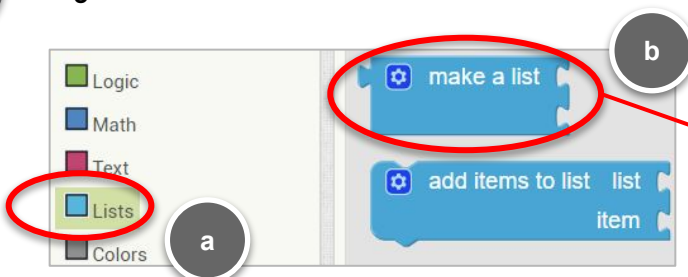 Logic
Math
Text
Lists
Colors
a
make a list
b
add items to list list
item